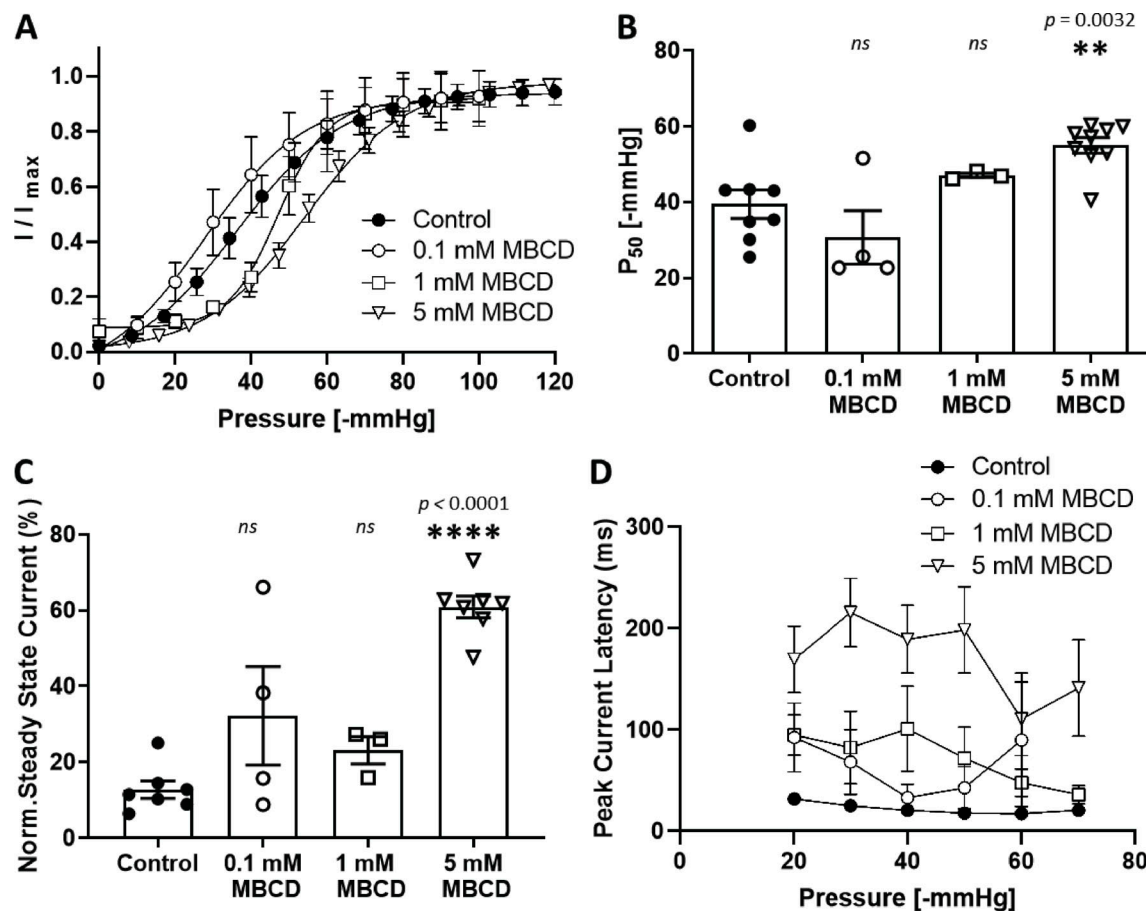 A
I / Imax
1.0
0.8
0.6
0.4
0.2
0.0
0 20 40 60 80 100 120
Pressure [-mmHg]
Control
0.1 mM MBCD
1 mM MBCD
5 mM MBCD
B
p = 0.0032
ns ns **
P50 [-mmHg]
80
60
40
20
0
Control 0.1 mM MBCD 1 mM MBCD 5 mM MBCD
C
p < 0.0001
ns ns ****
Norm.Steady State Current (%)
80
60
40
20
0
Control 0.1 mM MBCD 1 mM MBCD 5 mM MBCD
D
Control
0.1 mM MBCD
1 mM MBCD
5 mM MBCD
Peak Current Latency (ms)
300
200
100
0
0 20 40 60 80
Pressure [-mmHg]